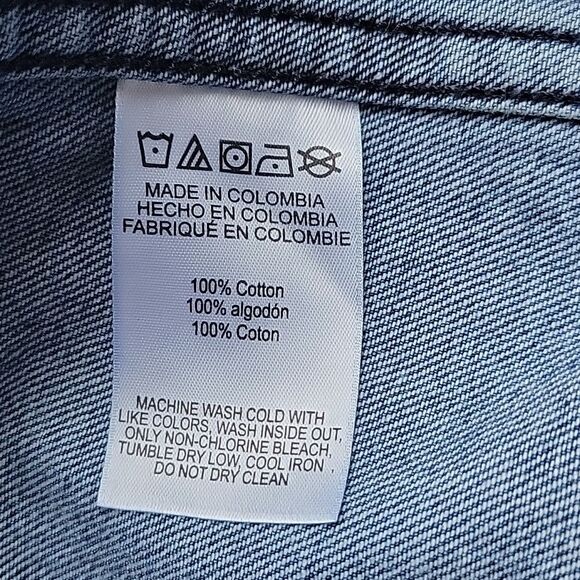 MADE IN COLOMBIA
HECHO EN COLOMBIA
FABRIQUÉ EN COLOMBIE
100% Cotton
100% algodón
100% Coton
MACHINE WASH COLD WITH
LIKE COLORS, WASH INSIDE OUT,
ONLY NON-CHLORINE BLEACH,
TUMBLE DRY LOW, COOL IRON ,
DO NOT DRY CLEAN